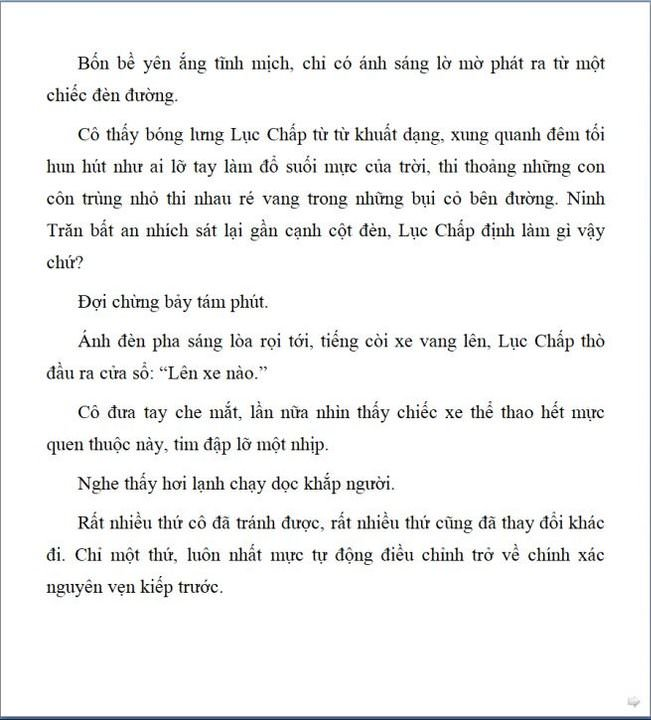 Bốn bề yên ắng tĩnh mịch, chỉ có ánh sáng lờ mờ phát ra từ một
chiếc đèn đường.
Cô thấy bóng lưng Lục Chấp từ từ khuất dạng, xung quanh đêm tối
hun hút như ai lỡ tay làm đổ suối mực của trời, thi thoảng những con
côn trùng nhỏ thi nhau ré vang trong những bụi cỏ bên đường. Ninh
Trăn bất an nhích sát lại gần cạnh cột đèn, Lục Chấp định làm gì vậy
chứ?
Đợi chừng bảy tám phút.
Ánh đèn pha sáng lòa rọi tới, tiếng còi xe vang lên, Lục Chấp thò
đầu ra cửa sổ: “Lên xe nào.”
Cô đưa tay che mắt, lần nữa nhìn thấy chiếc xe thể thao hết mực
quen thuộc này, tim đập lỡ một nhịp.
Nghe thấy hơi lạnh chạy dọc khắp người.
Rất nhiều thứ cô đã tránh được, rất nhiều thứ cũng đã thay đổi khác
đi. Chỉ một thứ, luôn nhất mực tự động điều chỉnh trở về chính xác
nguyên vẹn kiếp trước.